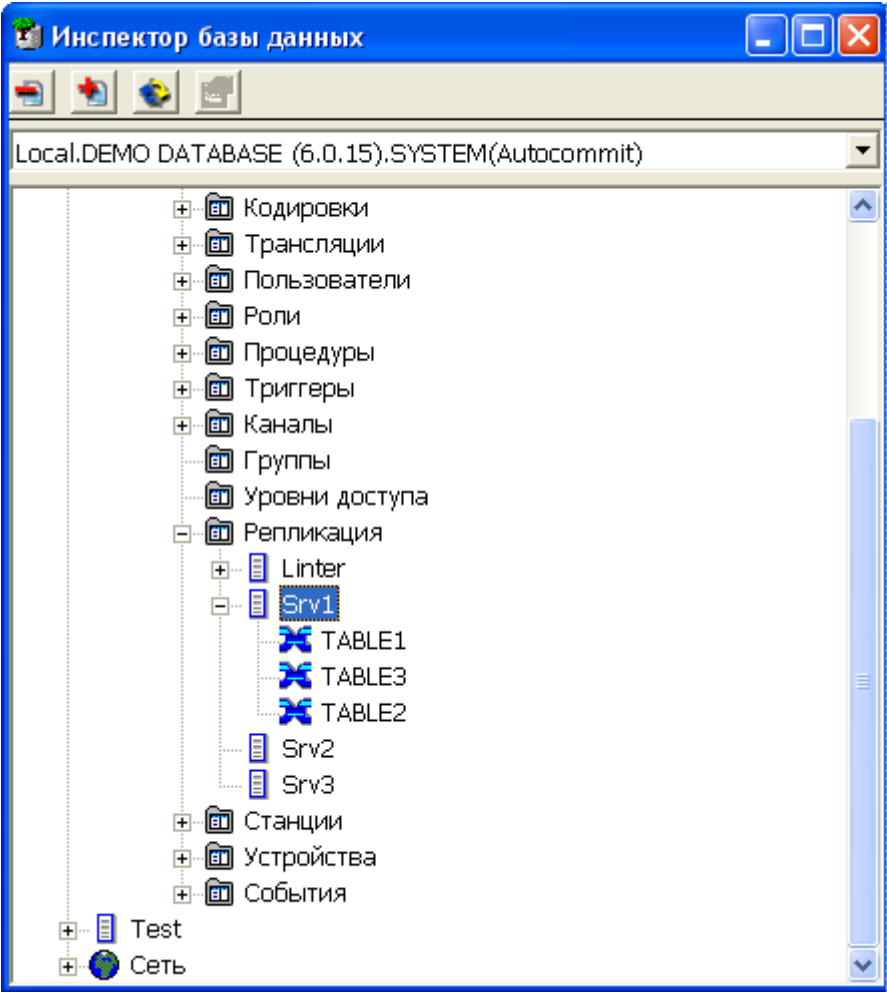 Инспектор базы данных
Local.DEMO DATABASE (6.0.15).SYSTEM(Autocommit)
Кодировки
Трансляции
Пользователи
Роли
Процедуры
Триггеры
Каналы
Группы
Уровни доступа
Репликация
Linter
Srv1
TABLE1
TABLE3
TABLE2
Srv2
Srv3
Станции
Устройства
События
Test
Сеть